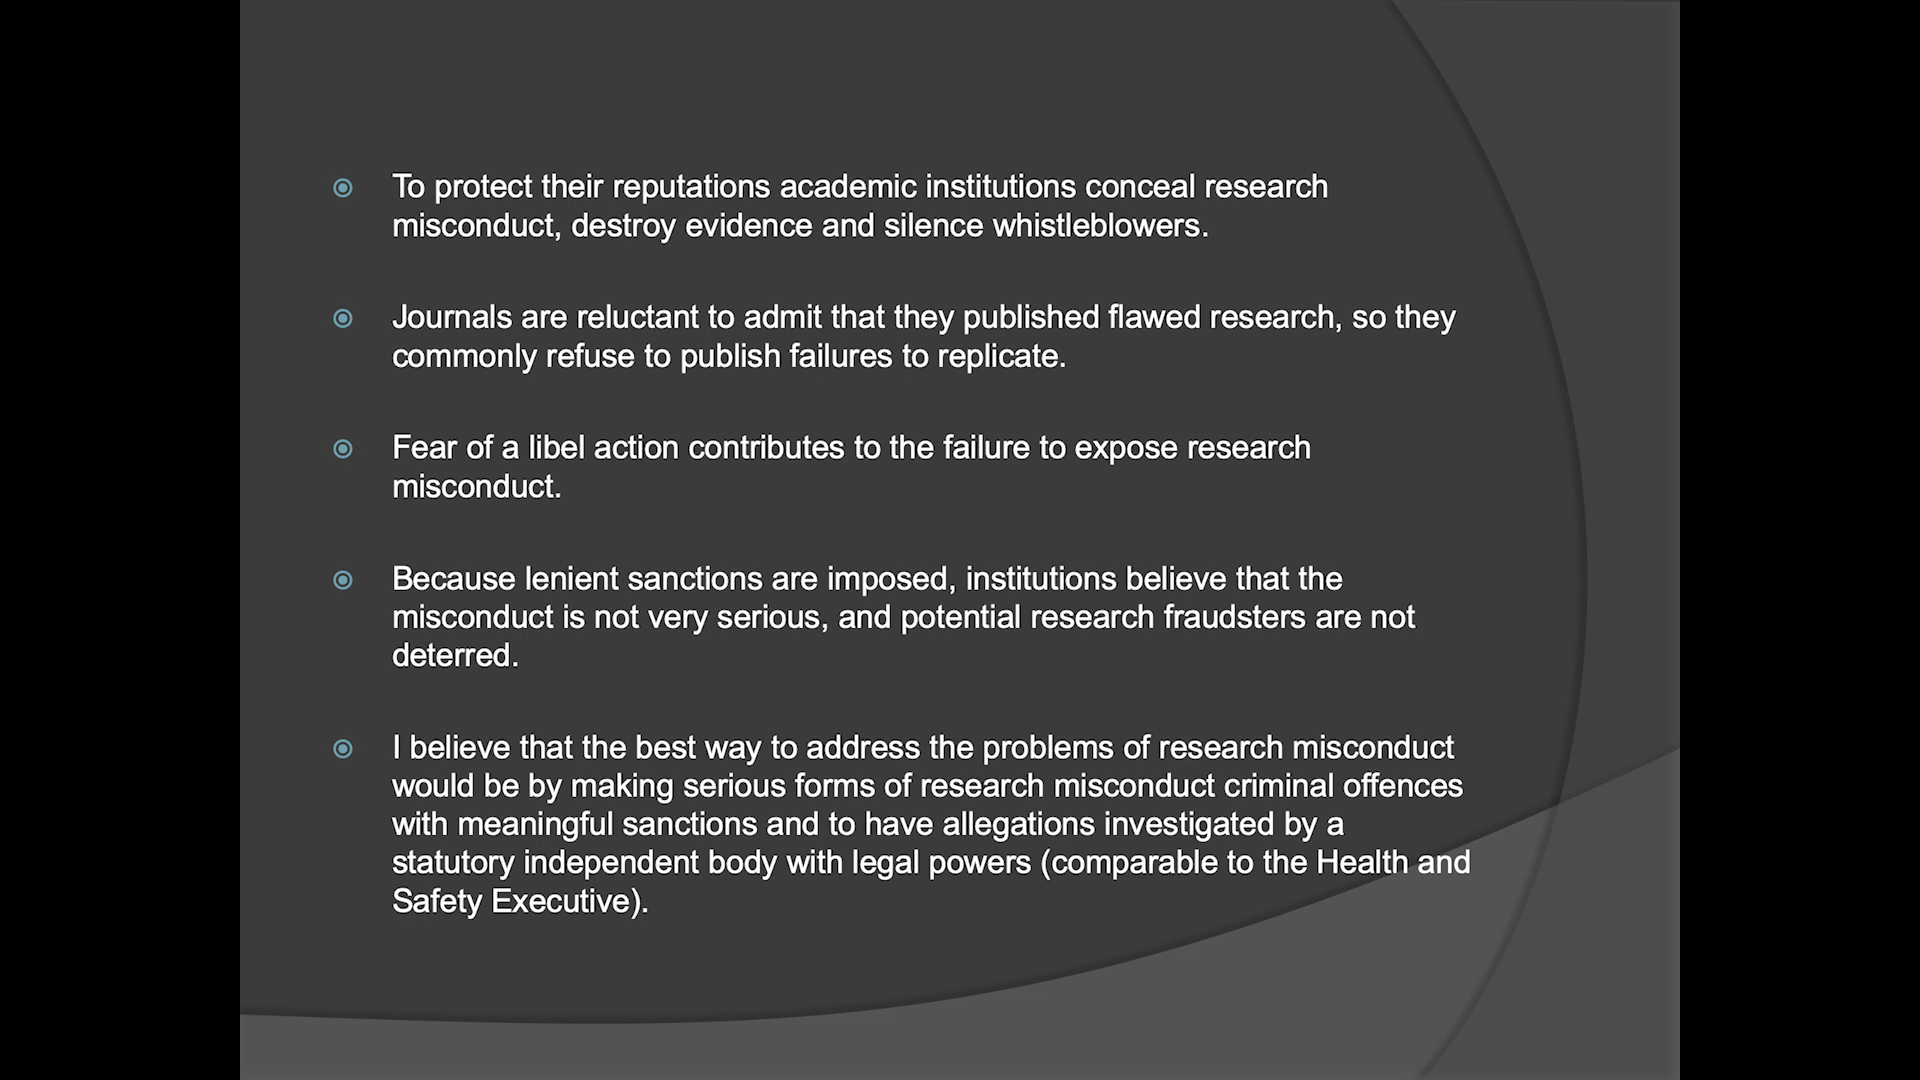 To protect their reputations academic institutions conceal research
misconduct, destroy evidence and silence whistleblowers.
Journals are reluctant to admit that they published flawed research, so they
commonly refuse to publish failures to replicate.
Fear of a libel action contributes to the failure to expose research
misconduct.
Because lenient sanctions are imposed, institutions believe that the
misconduct is not very serious, and potential research fraudsters are not
deterred.
I believe that the best way to address the problems of research misconduct
would be by making serious forms of research misconduct criminal offences
with meaningful sanctions and to have allegations investigated by a
statutory independent body with legal powers (comparable to the Health and
Safety Executive).